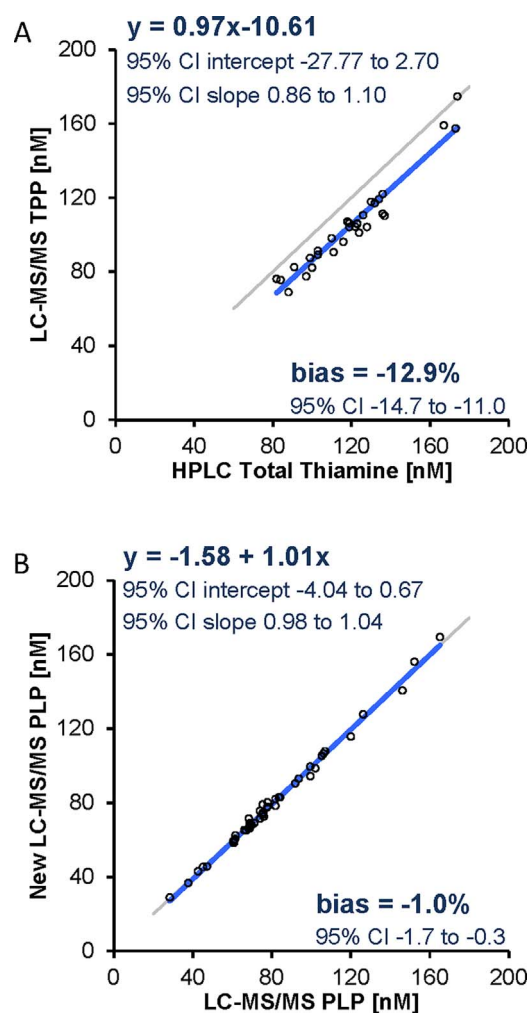 A
y = 0.97x-10.61
95% CI intercept -27.77 to 2.70
95% CI slope 0.86 to 1.10
200
160
120
80
40
0
LC-MS/MS TPP [nM]
bias = -12.9%
95% CI -14.7 to -11.0
0 40 80 120 160 200
HPLC Total Thiamine [nM]
B
y = -1.58 + 1.01x
95% CI intercept -4.04 to 0.67
95% CI slope 0.98 to 1.04
200
160
120
80
40
0
New LC-MS/MS PLP [nM]
bias = -1.0%
95% CI -1.7 to -0.3
0 40 80 120 160 200
LC-MS/MS PLP [nM]